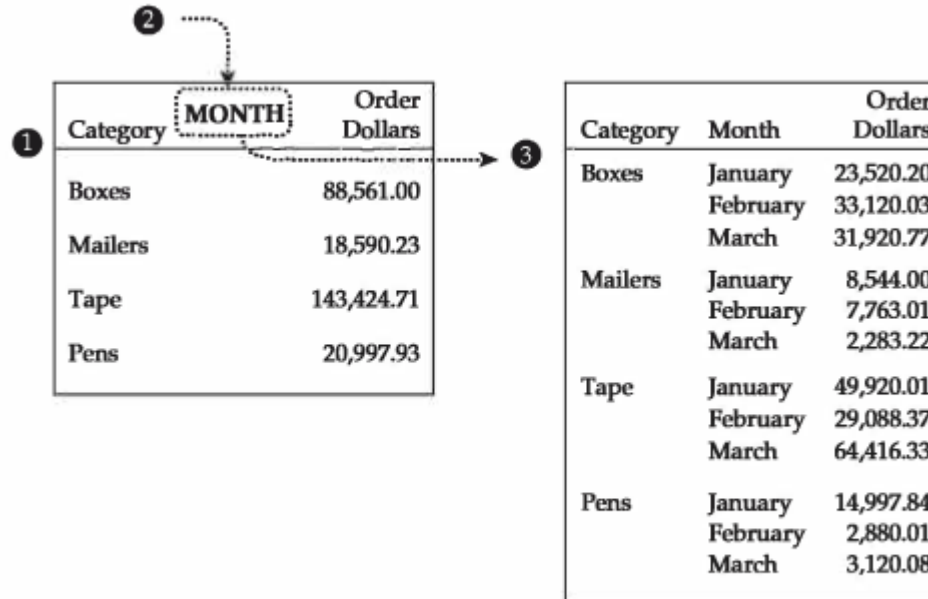 2
1
Category MONTH Order Dollars
Boxes 88,561.00
Mailers 18,590.23
Tape 143,424.71
Pens 20,997.93
3
Category Month Order Dollars
Boxes January 23,520.20
February 33,120.03
March 31,920.77
Mailers January 8,544.00
February 7,763.01
March 2,283.22
Tape January 49,920.01
February 29,088.37
March 64,416.33
Pens January 14,997.84
February 2,880.01
March 3,120.08